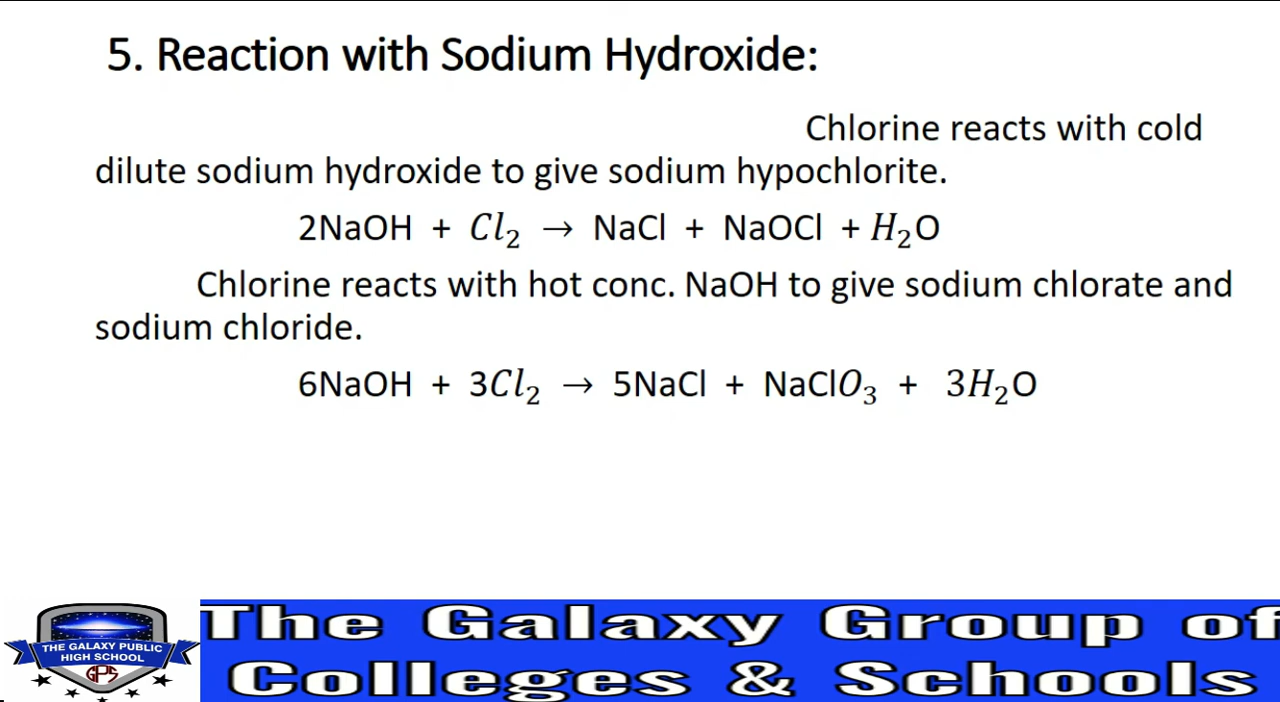 5. Reaction with Sodium Hydroxide:
Chlorine reacts with cold
dilute sodium hydroxide to give sodium hypochlorite.
2NaOH + Cl₂ → NaCl + NaOCl + H₂O
Chlorine reacts with hot conc. NaOH to give sodium chlorate and
sodium chloride.
6NaOH + 3Cl₂ → 5NaCl + NaClO₃ + 3H₂O
THE GALAXY PUBLIC
HIGH SCHOOL
GPS
The Galaxy Group of
Colleges & Schools